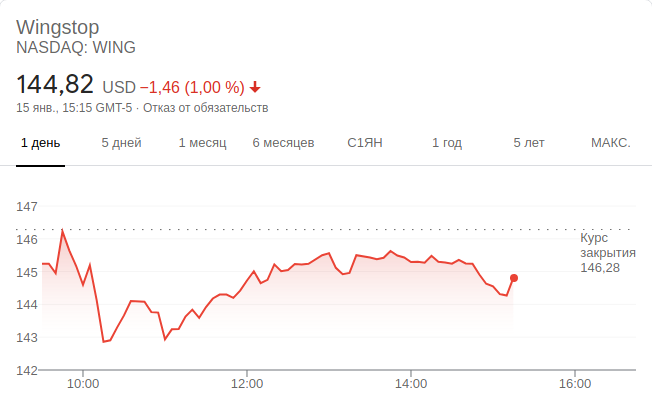 Wingstop
NASDAQ: WING
144,82 USD −1,46 (1,00 %)
15 янв., 15:15 GMT-5 · Отказ от обязательств
1 день 5 дней 1 месяц 6 месяцев С1ЯН 1 год 5 лет МАКС.
147
146
145
144
143
142
Курс
закрытия
146,28
10:00 12:00 14:00 16:00